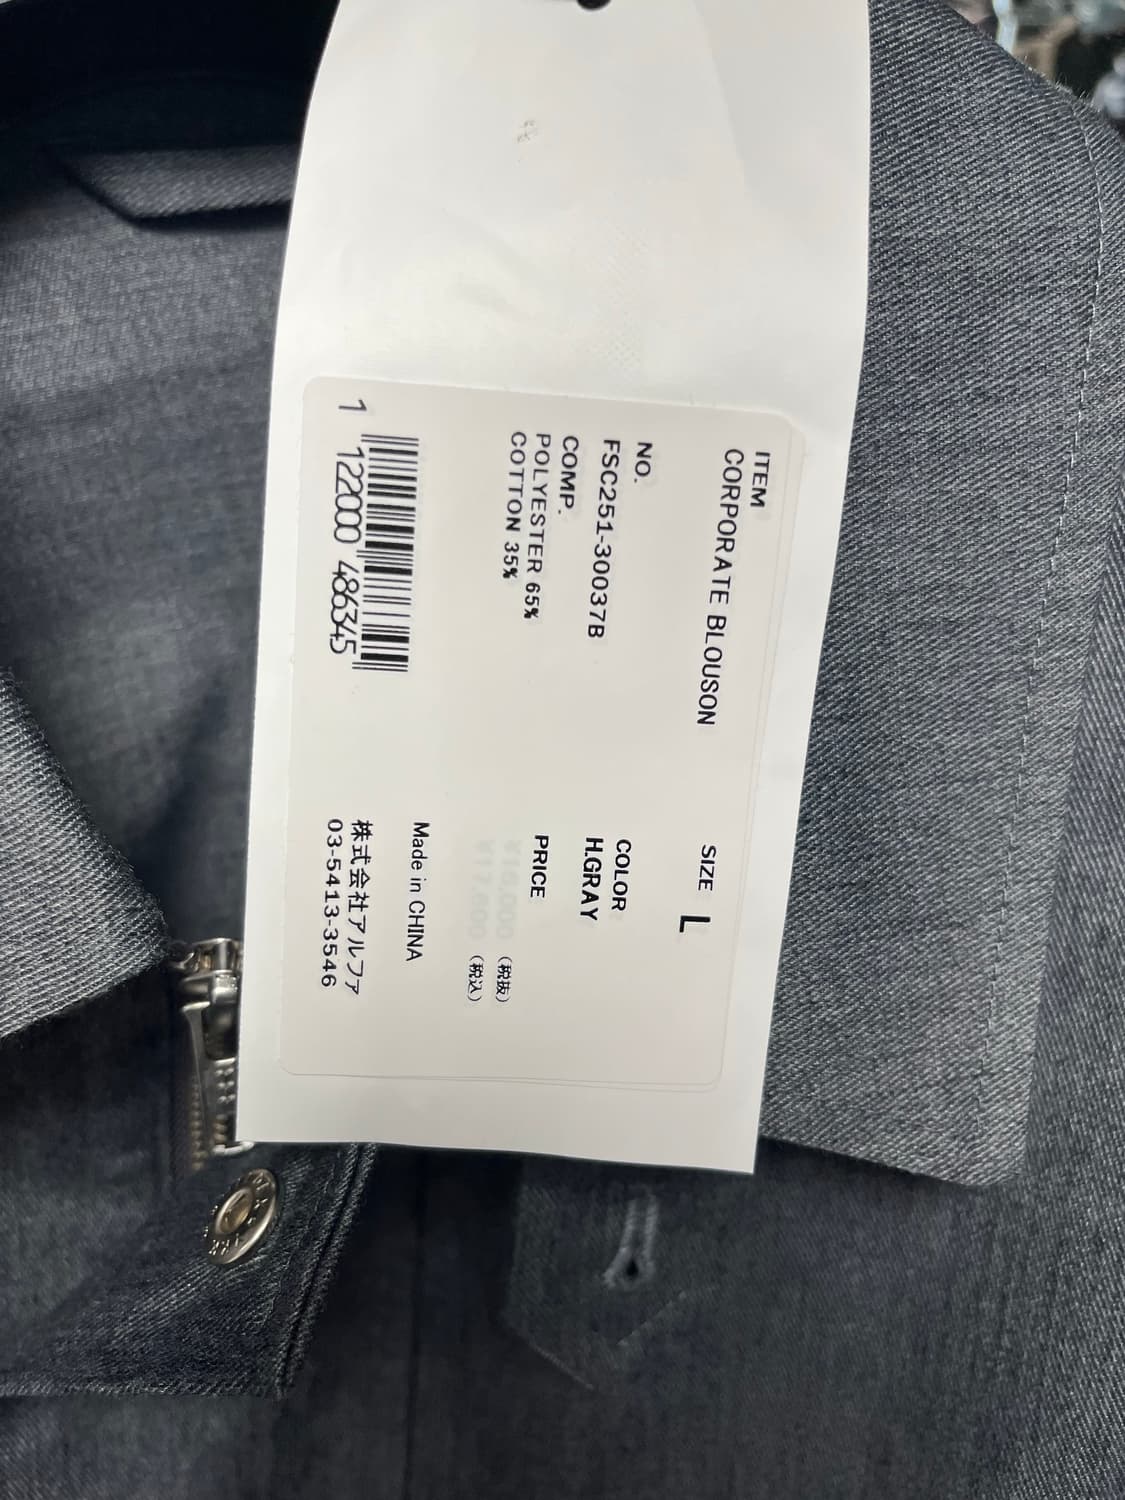 ITEM
CORPORATE BLOUSON
SIZE L
NO.
FSC251-30037B
COLOR
H.GRAY
COMP.
POLYESTER 65%
COTTON 35%
PRICE
(税抜)
(税込)
Made in CHINA
1 122000 486345
株式会社アルファ
03-5413-3546